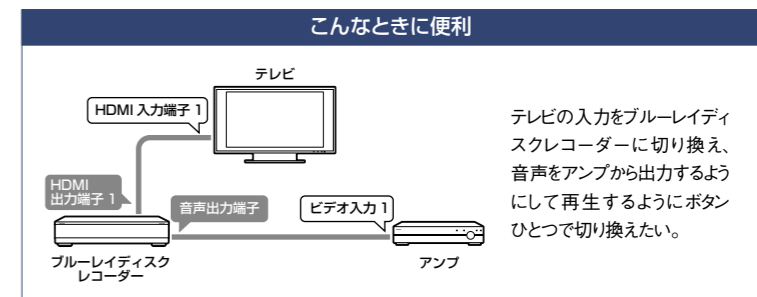 こんなときに便利
テレビ
HDMI 入力端子 1
HDMI
出力端子 1
音声出力端子
ビデオ入力 1
ブルーレイディスク
レコーダー
アンプ
テレビの入力をブルーレイディ
スクレコーダーに切り換え、
音声をアンプから出力するよう
にして再生するようにボタン
ひとつで切り換えたい。